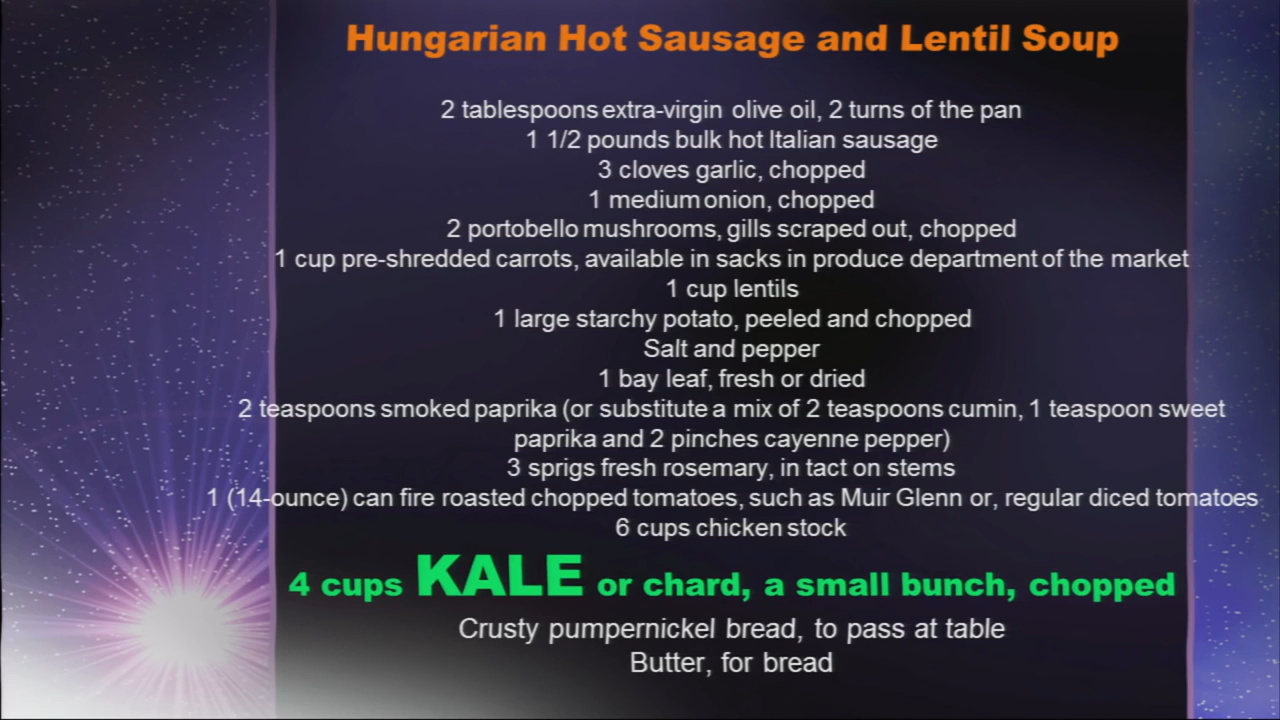 Hungarian Hot Sausage and Lentil Soup
2 tablespoons extra-virgin olive oil, 2 turns of the pan
1 1/2 pounds bulk hot Italian sausage
3 cloves garlic, chopped
1 medium onion, chopped
2 portobello mushrooms, gills scraped out, chopped
1 cup pre-shredded carrots, available in sacks in produce department of the market
1 cup lentils
1 large starchy potato, peeled and chopped
Salt and pepper
1 bay leaf, fresh or dried
2 teaspoons smoked paprika (or substitute a mix of 2 teaspoons cumin, 1 teaspoon sweet
paprika and 2 pinches cayenne pepper)
3 sprigs fresh rosemary, in tact on stems
1 (14-ounce) can fire roasted chopped tomatoes, such as Muir Glenn or, regular diced tomatoes
6 cups chicken stock
4 cups KALE or chard, a small bunch, chopped
Crusty pumpernickel bread, to pass at table
Butter, for bread